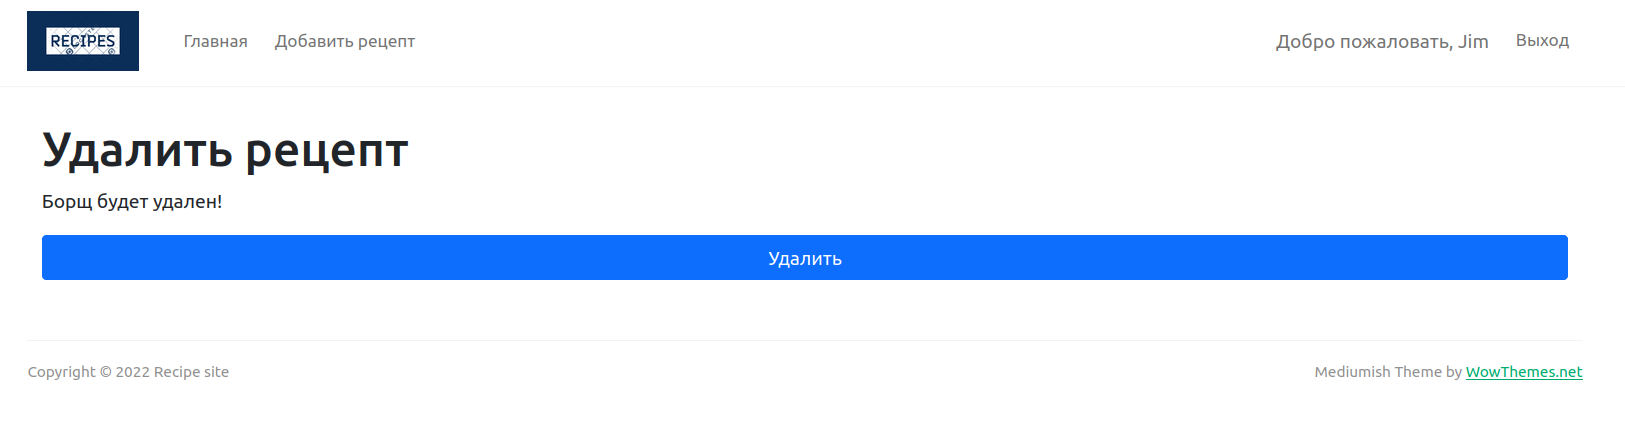 RECIPES
Главная Добавить рецепт
Добро пожаловать, Jim Выход
Удалить рецепт
Борщ будет удален!
Удалить
Copyright © 2022 Recipe site
Mediumish Theme by WowThemes.net